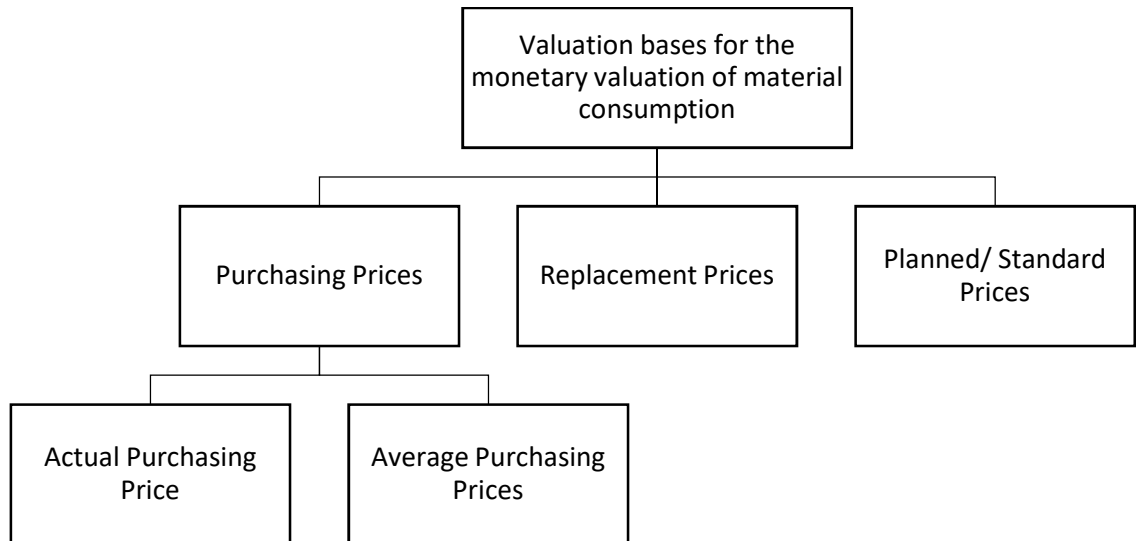 Valuation bases for the
monetary valuation of material
consumption
Purchasing Prices
Replacement Prices
Planned/ Standard
Prices
Actual Purchasing
Price
Average Purchasing
Prices